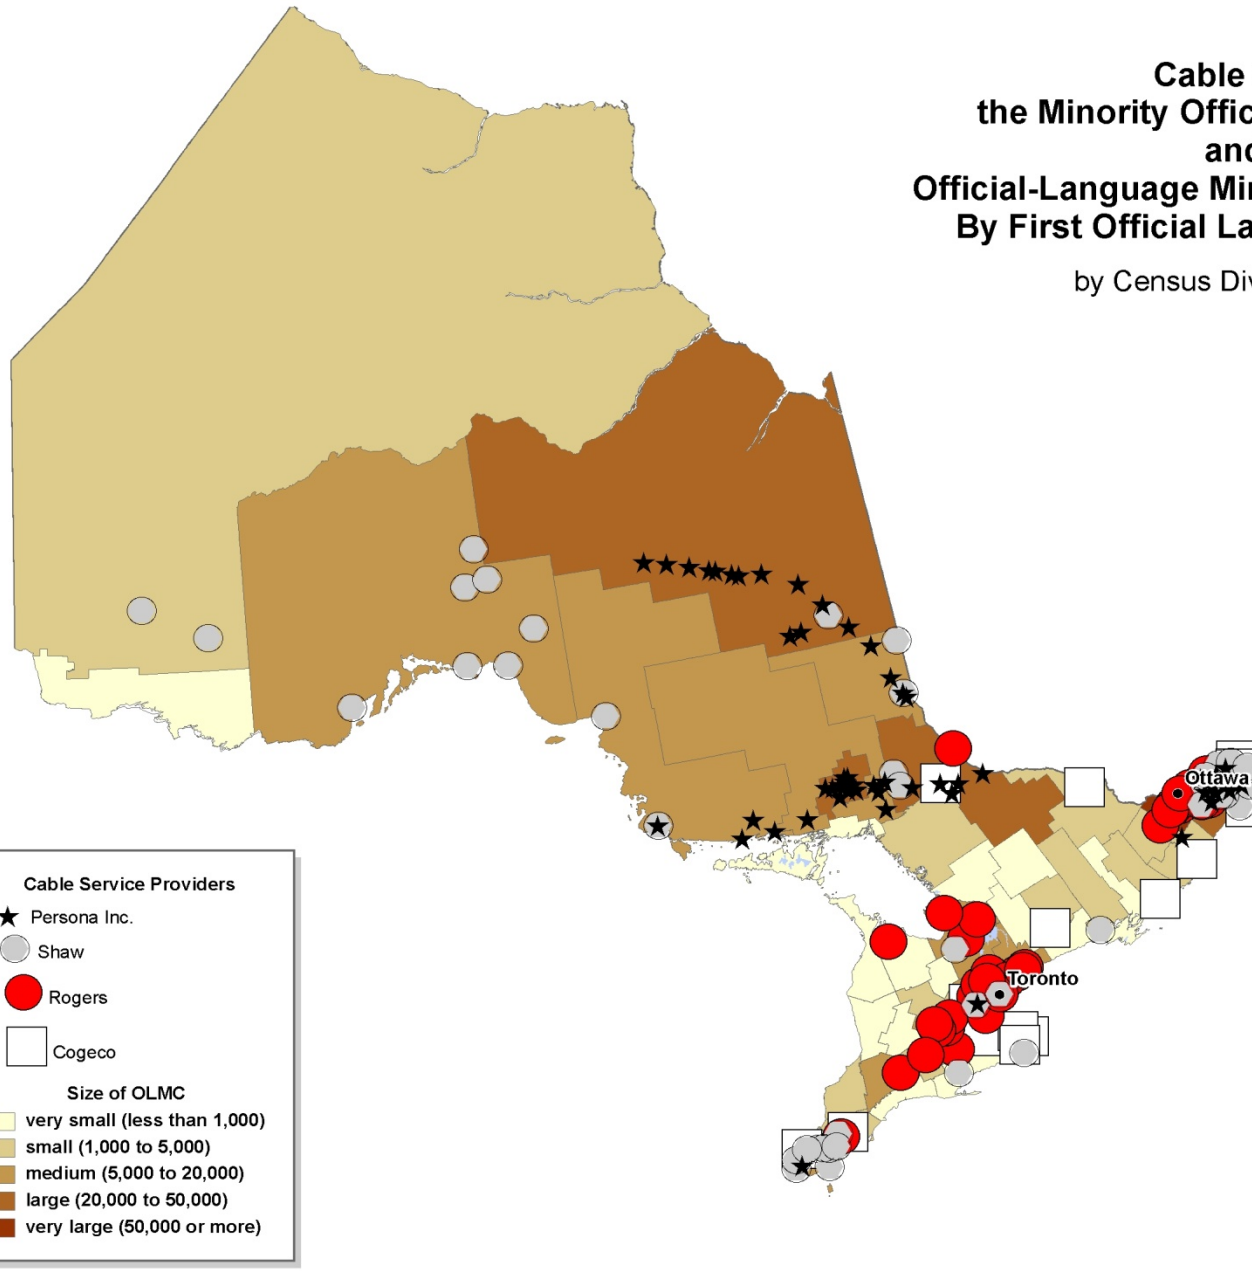 Cable
the Minority Offic
and
Official-Language Min
By First Official La
by Census Div
Ottawa
Toronto
Cable Service Providers
Persona Inc.
Shaw
Rogers
Cogeco
Size of OLMC
very small (less than 1,000)
small (1,000 to 5,000)
medium (5,000 to 20,000)
large (20,000 to 50,000)
very large (50,000 or more)